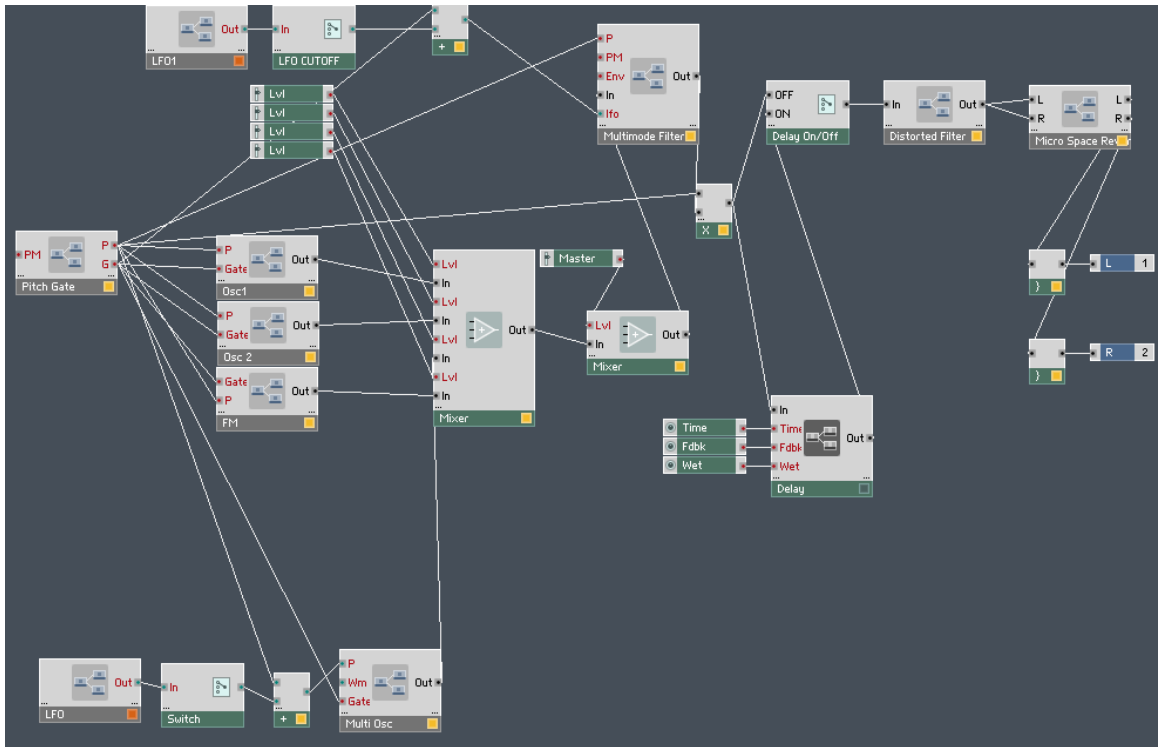 Out
LFO1
In
LFO CUTOFF
+
P
PM
Env
In
lfo
Out
Multimode Filter
Lvl
Lvl
Lvl
Lvl
OFF
ON
Delay On/Off
In
Out
Distorted Filter
L
R
L
R
Micro Space Rever
X
PM
P
G
Pitch Gate
P
Gate
Out
Osc1
P
Gate
Out
Osc 2
Gate
P
Out
FM
Lvl
In
Lvl
In
Lvl
In
Lvl
In
Out
Mixer
Master
Lvl
In
Out
Mixer
}
L 1
}
R 2
Time
Fdbk
Wet
In
Time
Fdbk
Wet
Out
Delay
Out
LFO
In
Switch
+
P
Wm
Gate
Out
Multi Osc